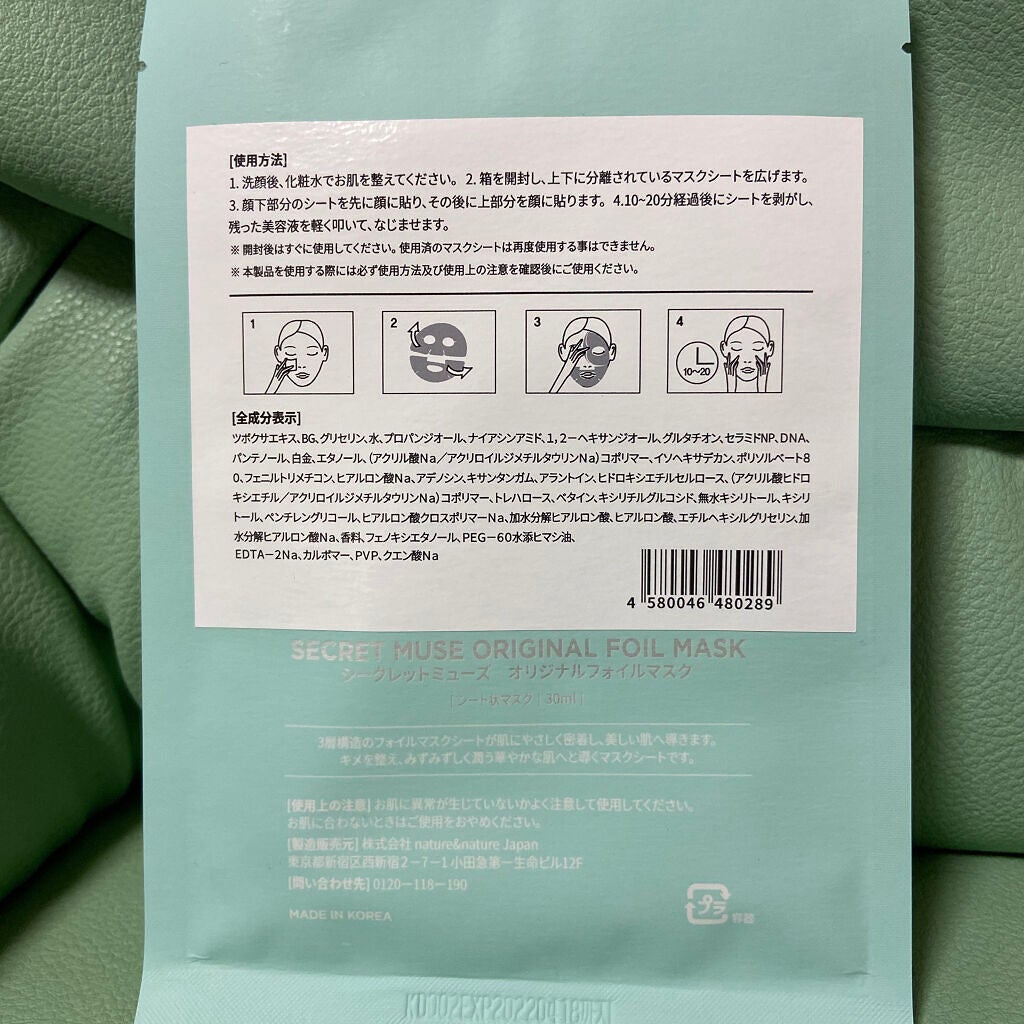 [使用方法]
1. 洗顔後、化粧水でお肌を整えてください。 2. 箱を開封し、上下に分離されているマスクシートを広げます。
3. 顔下部分のシートを先に顔に貼り、その後に上部分を顔に貼ります。 4.10~20分経過後にシートを剥がし、
残った美容液を軽く叩いて、なじませます。
※ 開封後はすぐに使用してください。使用済のマスクシートは再度使用する事はできません。
※ 本製品を使用する際には必ず使用方法及び使用上の注意を確認後にご使用ください。
1 2 3 4
10~20
[全成分表示]
ツボクサエキス、BG、グリセリン、水、プロパンジオール、ナイアシンアミド、1,2-ヘキサンジオール、グルタチオン、セラミドNP、DNA、
パンテノール、白金、エタノール、(アクリル酸Na/アクリロイルジメチルタウリンNa)コポリマー、イソヘキサデカン、ポリソルベート8
0、フェニルトリメチコン、ヒアルロン酸Na、アデノシン、キサンタンガム、アラントイン、ヒドロキシエチルセルロース、(アクリル酸ヒドロ
キシエチル/アクリロイルジメチルタウリンNa)コポリマー、トレハロース、ベタイン、キシリチルグルコシド、無水キシリトール、キシリ
トール、ペンチレングリコール、ヒアルロン酸クロスポリマーNa、加水分解ヒアルロン酸、ヒアルロン酸、エチルヘキシルグリセリン、加
水分解ヒアルロン酸Na、香料、フェノキシエタノール、PEG-60水添ヒマシ油、
EDTA-2Na、カルボマー、PVP、クエン酸Na
4 580046 480289
SECRET MUSE ORIGINAL FOIL MASK
シークレットミューズ オリジナルフォイルマスク
[シート状マスク] 30ml
3層構造のフォイルマスクシートが肌にやさしく密着し、美しい肌へ導きます。
キメを整え、みずみずしく潤う華やかな肌へと導くマスクシートです。
[使用上の注意] お肌に異常が生じていないかよく注意して使用してください。
お肌に合わないときはご使用をおやめください。
[製造販売元] 株式会社 nature&nature Japan
東京都新宿区西新宿2-7-1 小田急第一生命ビル12F
[問い合わせ先] 0120-118-190
MADE IN KOREA
プラ
容器